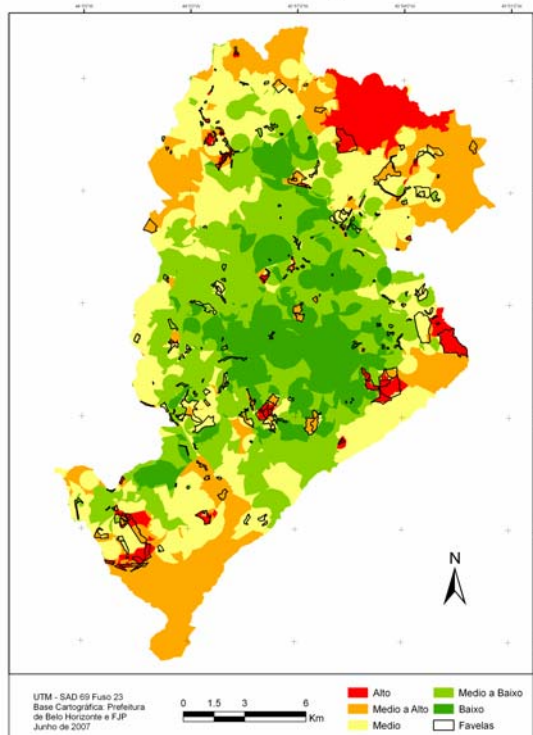 N
UTM - SAD 69 Fuso 23
Base Cartográfica: Prefeitura
de Belo Horizonte e FJP
Junho de 2007
0 1.5 3 6
Km
Alto
Medio a Alto
Medio
Medio a Baixo
Baixo
Favelas